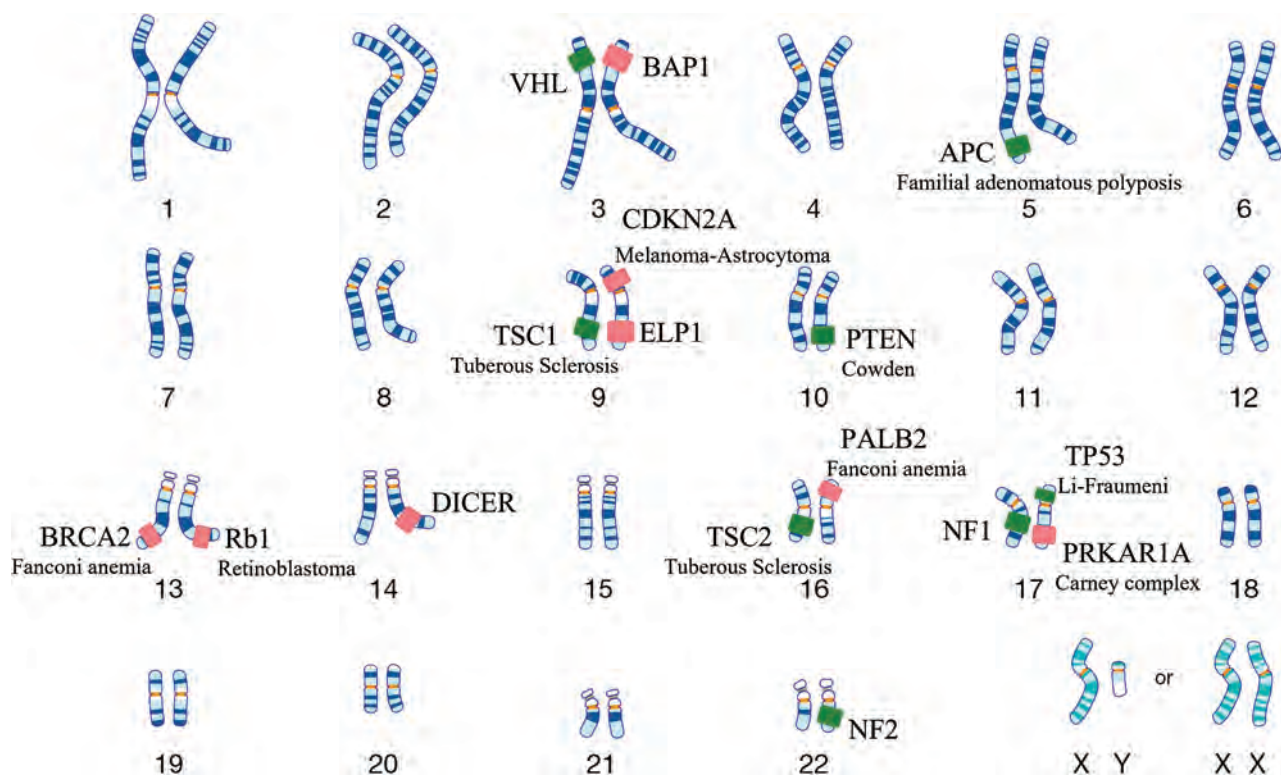 VHL
BAP1
APC
Familial adenomatous polyposis
1
2
3
4
5
6
CDKN2A
Melanoma-Astrocytoma
TSC1
Tuberous Sclerosis
ELP1
PTEN
Cowden
7
8
9
10
11
12
PALB2
Fanconi anemia
TP53
Li-Fraumeni
BRCA2
Fanconi anemia
Rb1
Retinoblastoma
DICER
TSC2
Tuberous Sclerosis
NF1
PRKAR1A
Carney complex
13
14
15
16
17
18
NF2
or
19
20
21
22
X Y
X X